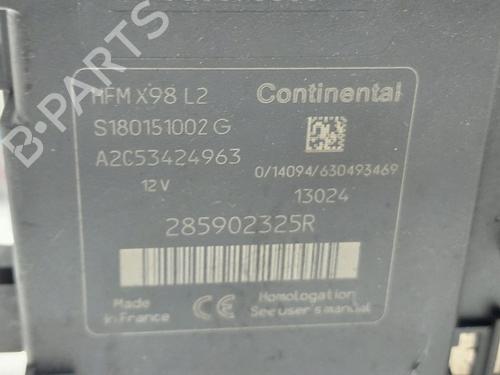 HFM X98 L2
Continental
S180151002 G
A2C53424963
0/14094/630493469
12 V
13024
285902325R
Made in France
CE
Homologation
See user's manual
B-PARTS